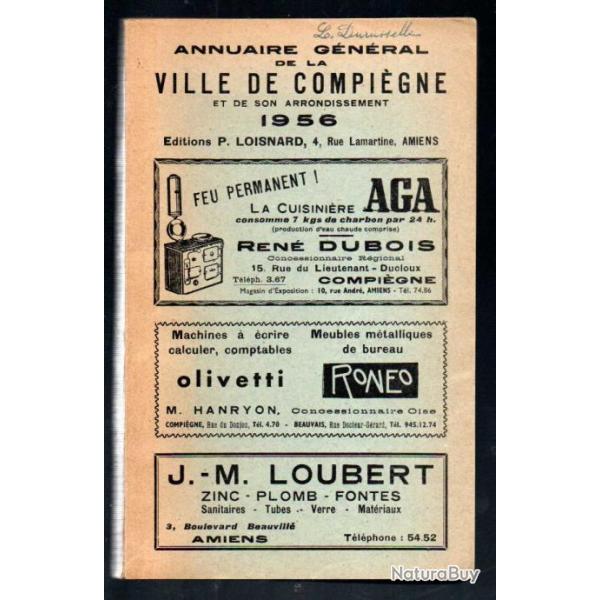 ANNUAIRE GÉNÉRAL
DE LA
VILLE DE COMPIÈGNE
ET DE SON ARRONDISSEMENT
1956
Editions P. LOISNARD, 4, Rue Lamartine, AMIENS
FEU PERMANENT !
LA CUISINIÈRE AGA
consomme 7 kgs de charbon par 24 h.
(production d'eau chaude comprise)
RENÉ DUBOIS
Concessionnaire Régional
15, Rue du Lieutenant - Ducloux
Téléph. 3.67 COMPIÈGNE
Magasin d'Exposition : 10, rue André, AMIENS - Tél. 74.86
Machines à écrire
calculer, comptables
Meubles métalliques
de bureau
olivetti RONEO
M. HANRYON, Concessionnaire Oise
COMPIÈGNE, Rue du Donjon, Tél. 4.70 - BEAUVAIS, Rue Docteur-Gérard, Tél. 945.12.74
J.-M. LOUBERT
ZINC - PLOMB - FONTES
Sanitaires - Tubes -- Verre - Matériaux
3, Boulevard Beauvillé
AMIENS Téléphone : 54.52
NaturaBuy